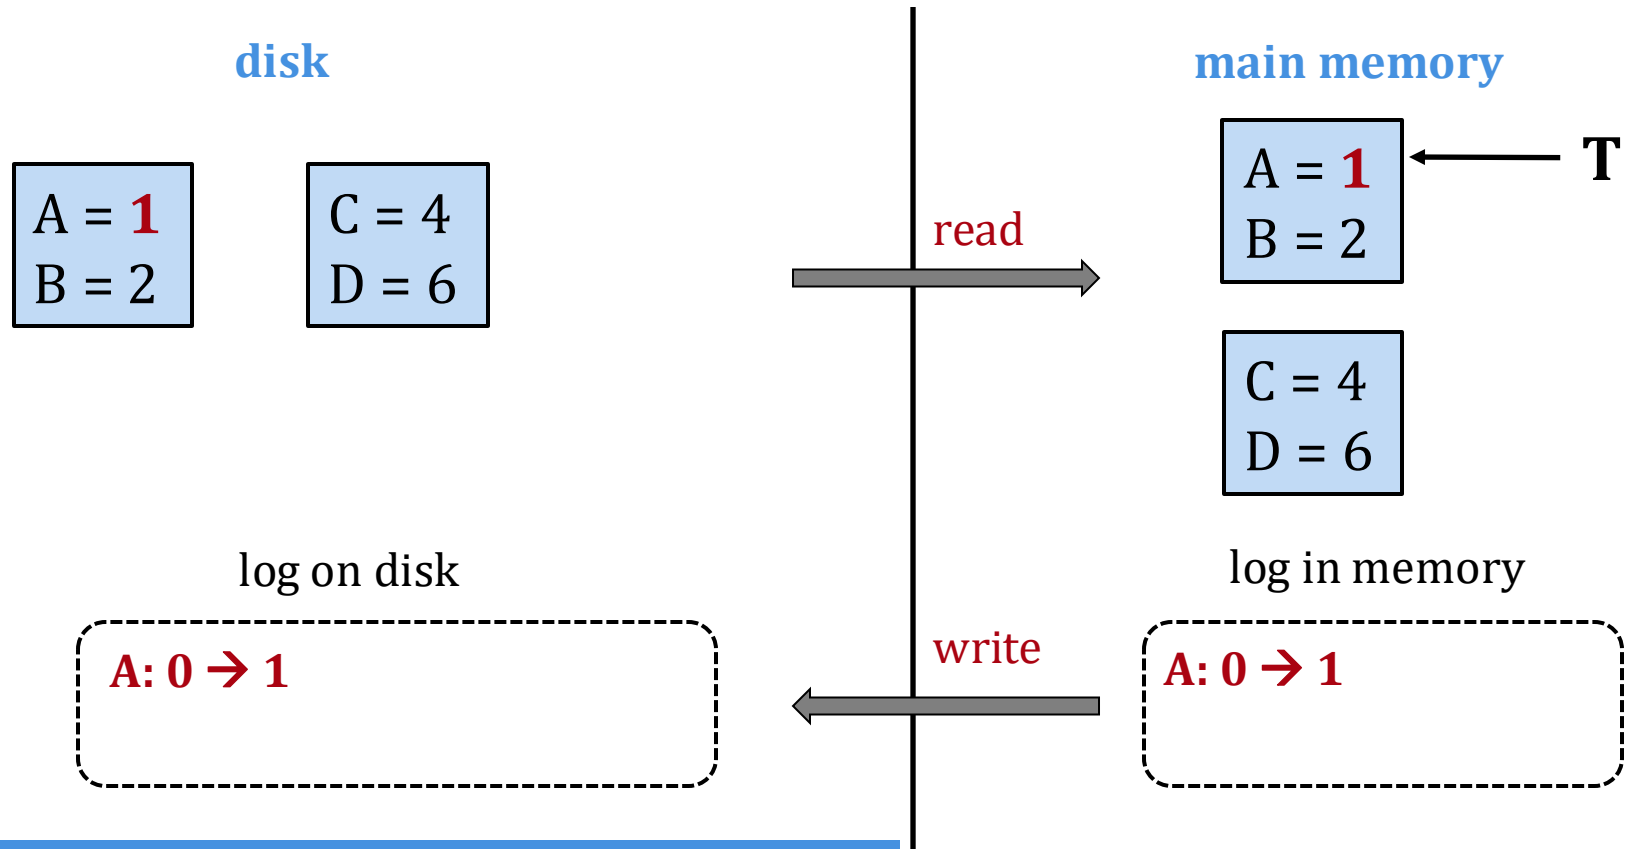 disk
A = 1
B = 2
C = 4
D = 6
log on disk
A: 0 → 1
read
write
main memory
A = 1
B = 2
T
C = 4
D = 6
log in memory
A: 0 → 1